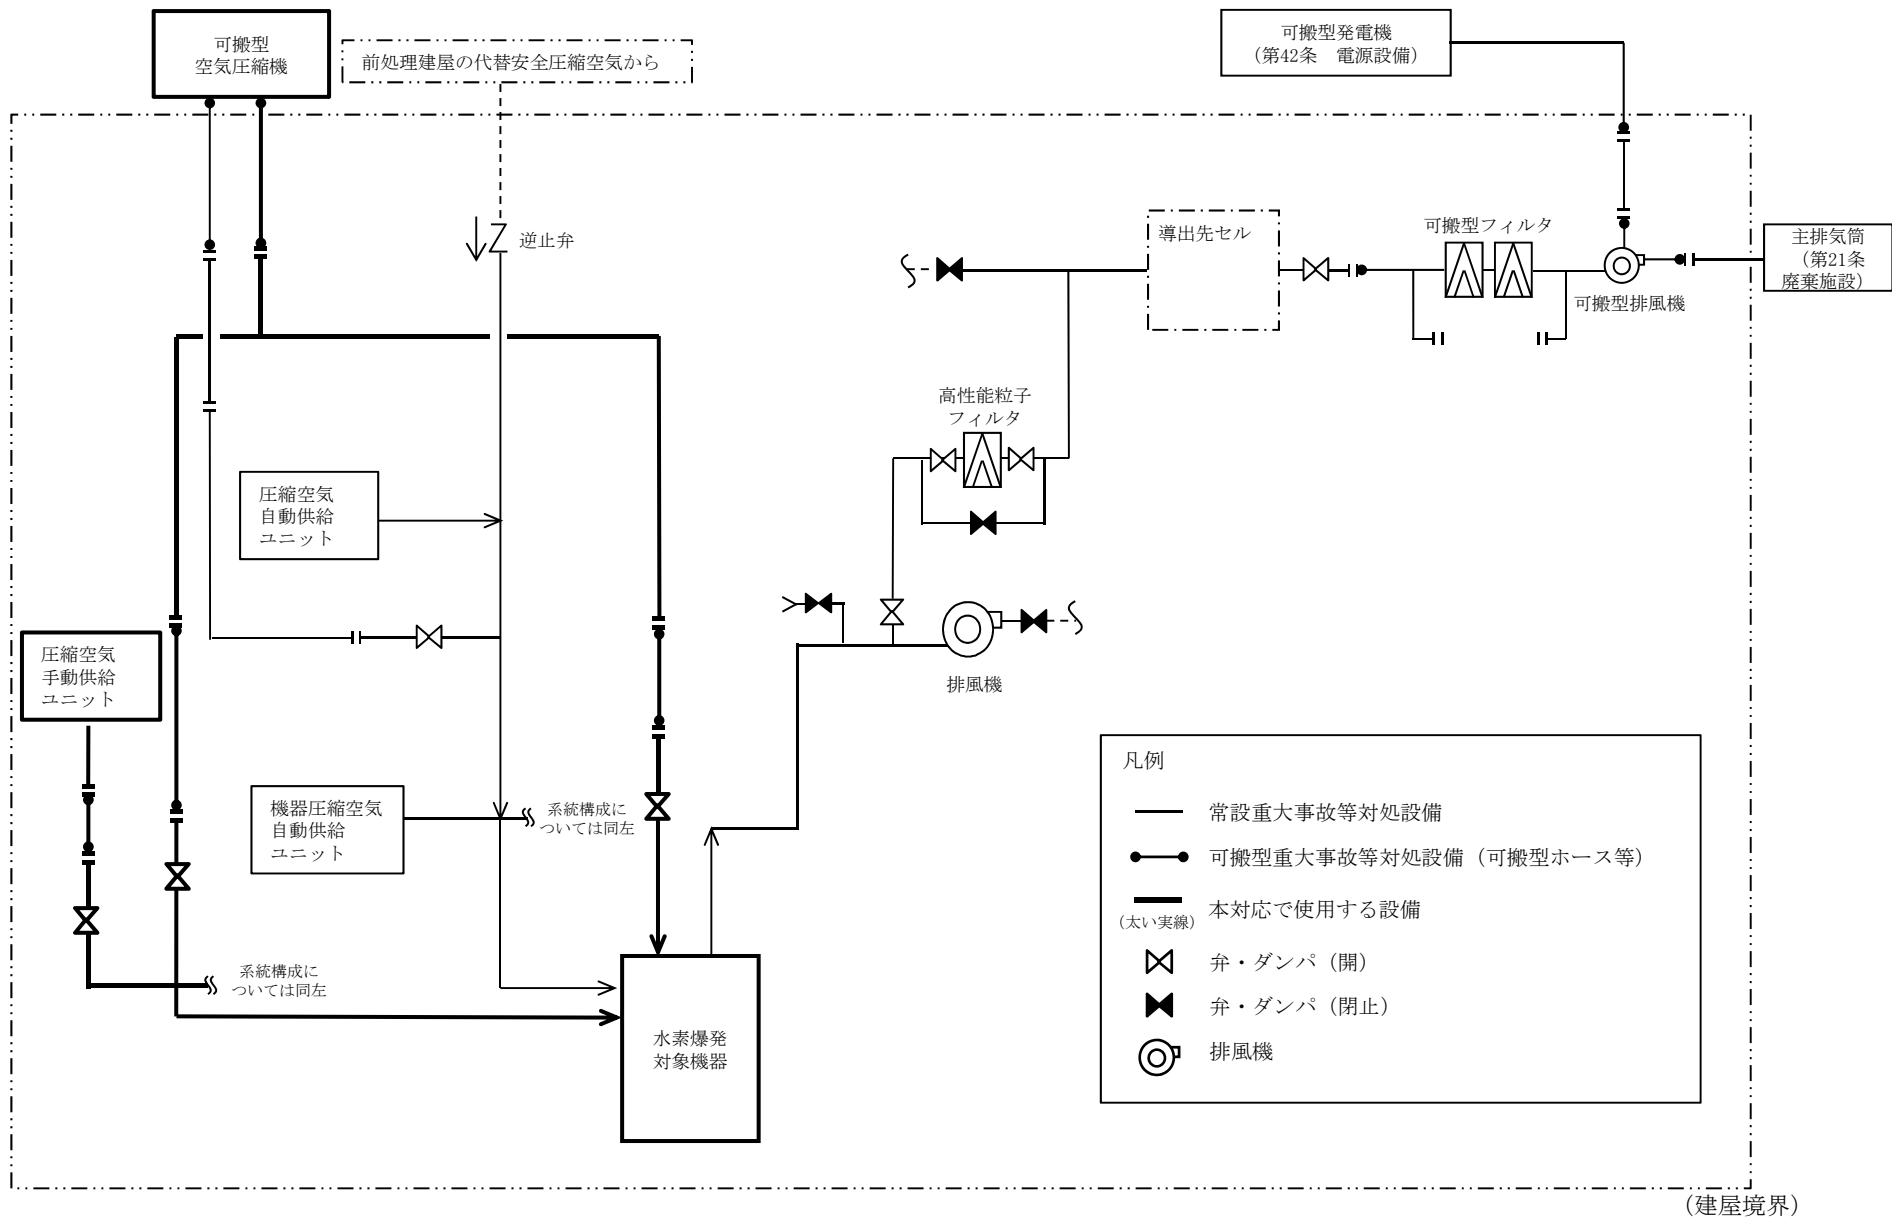 可搬型
空気圧縮機
前処理建屋の代替安全圧縮空気から
可搬型発電機
（第42条　電源設備）
逆止弁
導出先セル
可搬型フィルタ
主排気筒
（第21条
廃棄施設）
可搬型排風機
高性能粒子
フィルタ
圧縮空気
自動供給
ユニット
圧縮空気
手動供給
ユニット
排風機
機器圧縮空気
自動供給
ユニット
系統構成に
ついては同左
系統構成に
ついては同左
水素爆発
対象機器
凡例
常設重大事故等対処設備
可搬型重大事故等対処設備（可搬型ホース等）
本対応で使用する設備
（太い実線）
弁・ダンパ（開）
弁・ダンパ（閉止）
排風機
（建屋境界）